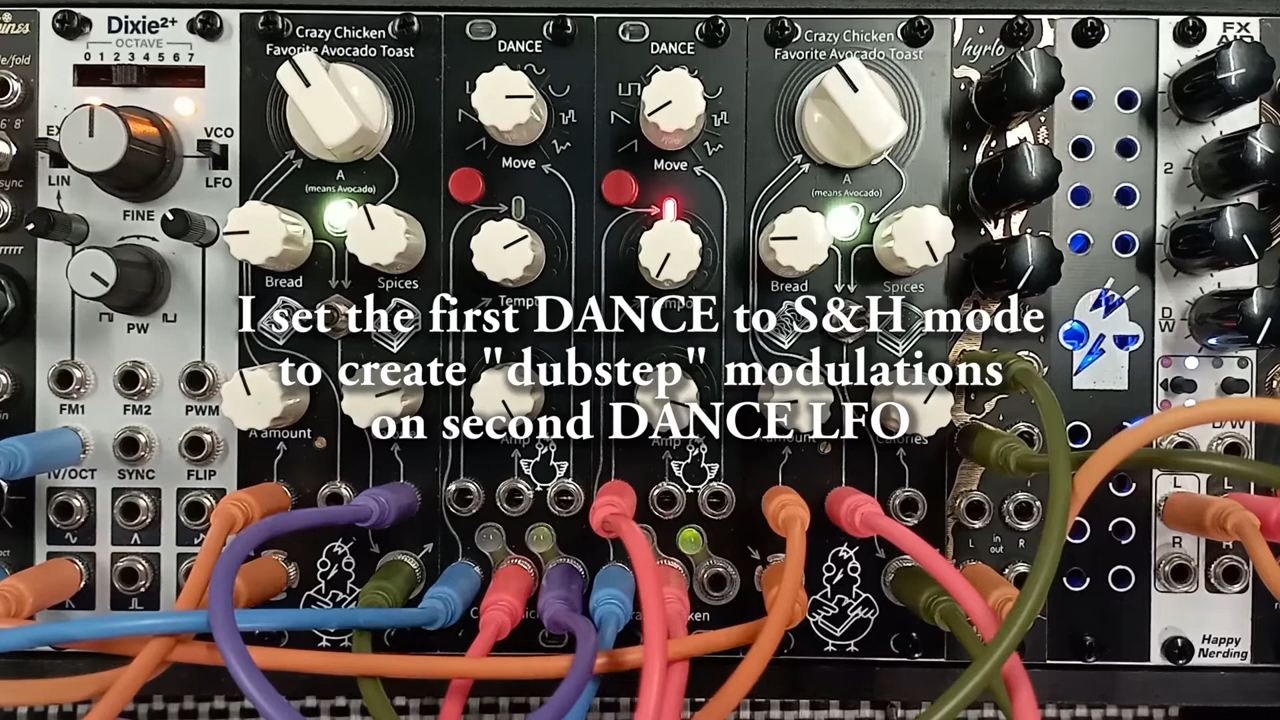 Dixie²⁺
OCTAVE
0 1 2 3 4 5 6 7
VCO
LIN
LFO
FINE
PW
FM1
FM2
PWM
1V/OCT
SYNC
FLIP
Crazy Chicken
Favorite Avocado Toast
A
(means Avocado)
Bread
Spices
A amount
DANCE
Move
DANCE
Move
Crazy Chicken
Favorite Avocado Toast
A
(means Avocado)
Bread
Spices
Calories
I set the first DANCE to S&H mode
to create "dubstep" modulations
on second DANCE LFO
hyrlo
L
in
out
R
FX
2
D
W
D/W
L
L
R
R
Happy
Nerding